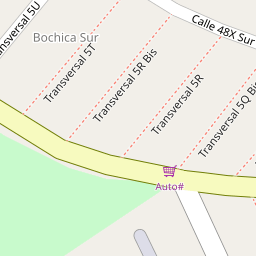 Transversal 5U
Bochica Sur
Transversal 5T
Transversal 5R Bis
Calle 48X Sur
Transversal 5R
Transversal 5Q Bis
Auto#